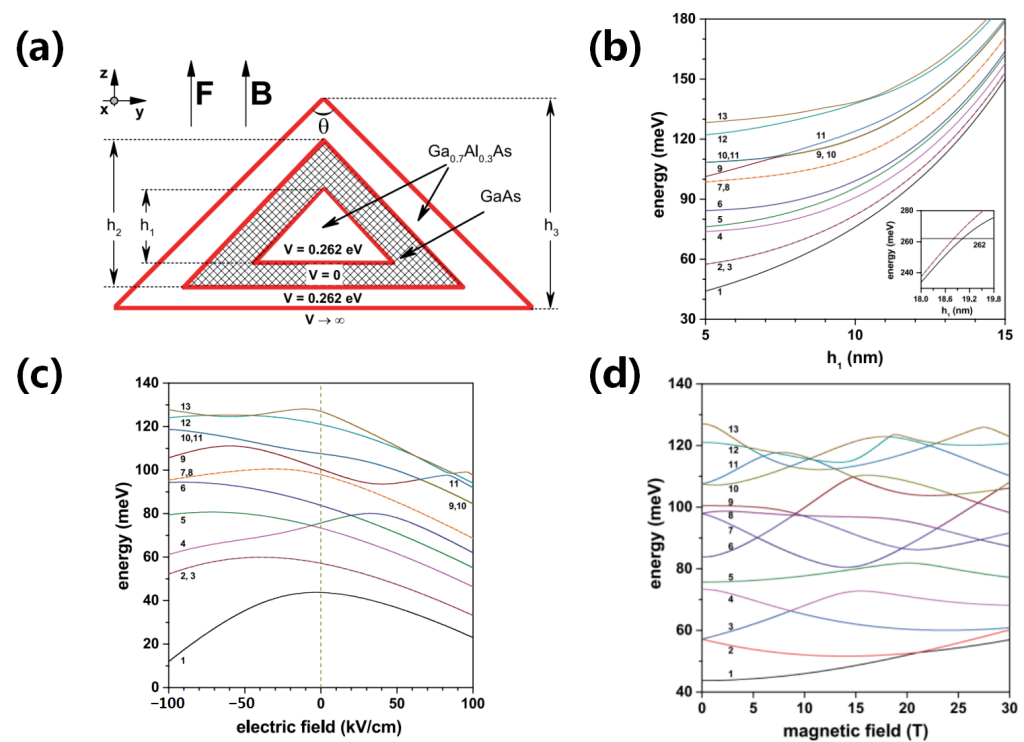 (a)
z
x
y
F
B
θ
Ga0.7Al0.3As
GaAs
h2
h1
h3
V = 0.262 eV
V = 0
V = 0.262 eV
V → ∞
(b)
energy (meV)
180
150
120
90
60
30
13
12
11
10,11
9, 10
9
7,8
6
5
4
2, 3
1
energy (meV)
280
260
240
262
18.0 18.6 19.2 19.8
h1 (nm)
5 10 15
h1 (nm)
(c)
energy (meV)
140
120
100
80
60
40
20
0
13
12
10,11
9
7,8
6
5
4
2, 3
1
11
9,10
−100 −50 0 50 100
electric field (kV/cm)
(d)
energy (meV)
140
120
100
80
60
40
13
12
11
10
9
8
7
6
5
4
3
2
1
0 5 10 15 20 25 30
magnetic field (T)